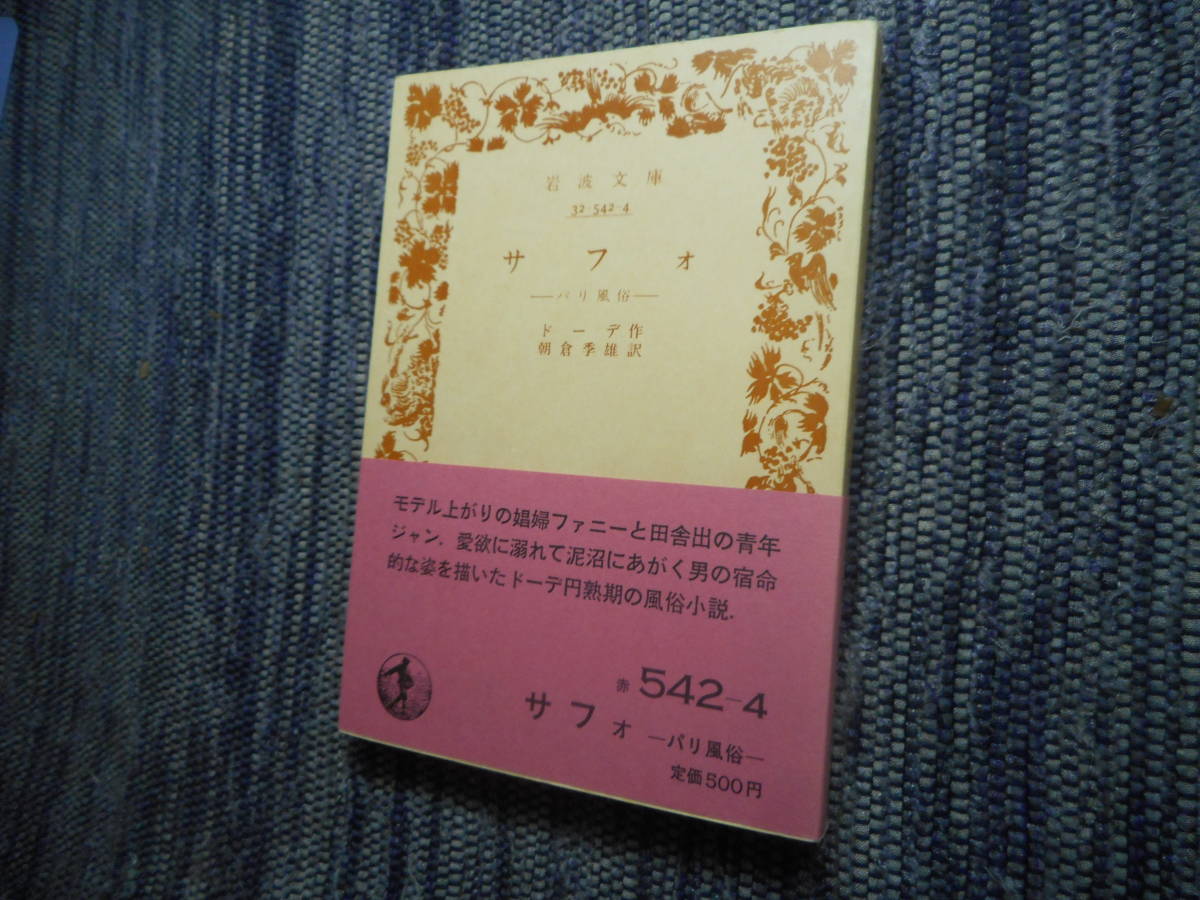 岩波文庫
32-542-4
サフォ
―パリ風俗―
ドーデ作
朝倉季雄訳
モデル上がりの娼婦ファニーと田舎出の青年
ジャン．愛欲に溺れて泥沼にあがく男の宿命
的な姿を描いたドーデ円熟期の風俗小説．
赤 542-4
サフォ ―パリ風俗―
定価500円